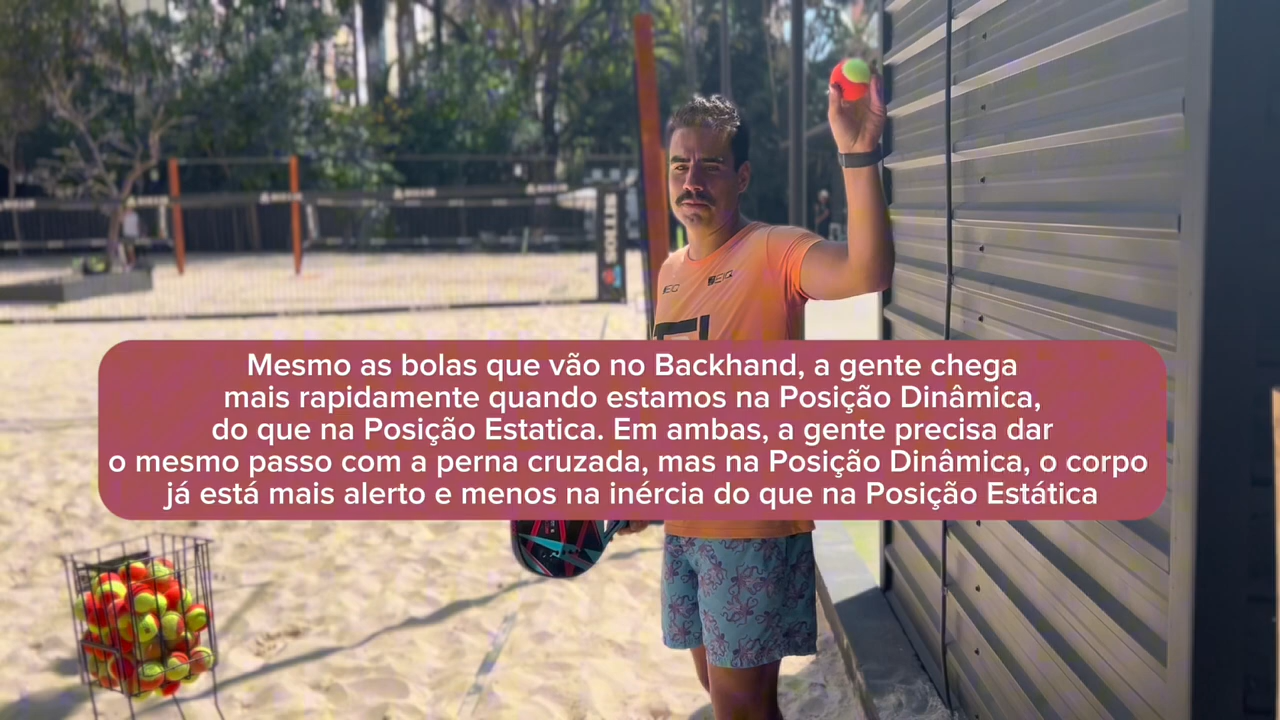 Mesmo as bolas que vão no Backhand, a gente chega
mais rapidamente quando estamos na Posição Dinâmica,
do que na Posição Estatica. Em ambas, a gente precisa dar
o mesmo passo com a perna cruzada, mas na Posição Dinâmica, o corpo
já está mais alerto e menos na inércia do que na Posição Estática